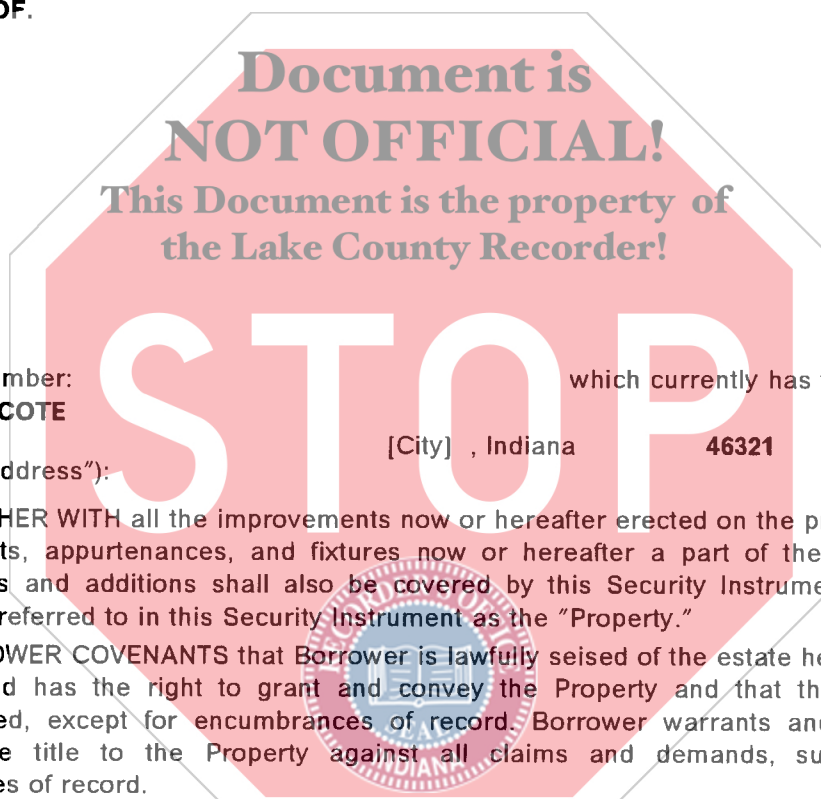 OF.
Document is
NOT OFFICIAL!
This Document is the property of
the Lake County Recorder!
STOP
mber: which currently has
COTE
[City] , Indiana 46321
ddress"):
HER WITH all the improvements now or hereafter erected on the p
ts, appurtenances, and fixtures now or hereafter a part of the
s and additions shall also be covered by this Security Instrume
referred to in this Security Instrument as the "Property."
OWER COVENANTS that Borrower is lawfully seised of the estate he
d has the right to grant and convey the Property and that th
ed, except for encumbrances of record. Borrower warrants an
e title to the Property against all claims and demands, su
es of record.
RECORDER'S OFFICE
SEAL
INDIANA